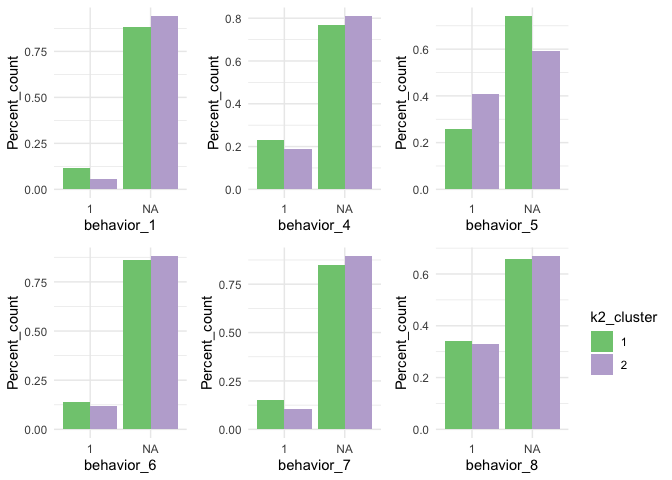 Percent_count
0.75
0.50
0.25
0.00
1 NA
behavior_1
Percent_count
0.8
0.6
0.4
0.2
0.0
1 NA
behavior_4
Percent_count
0.6
0.4
0.2
0.0
1 NA
behavior_5
Percent_count
0.75
0.50
0.25
0.00
1 NA
behavior_6
Percent_count
0.75
0.50
0.25
0.00
1 NA
behavior_7
Percent_count
0.6
0.4
0.2
0.0
1 NA
behavior_8
k2_cluster
1
2